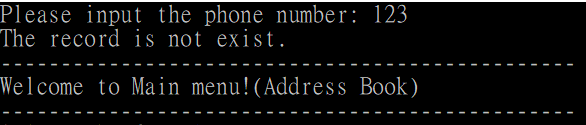 Please input the phone number: 123
The record is not exist.
------------------------------------------------
Welcome to Main menu!(Address Book)
------------------------------------------------